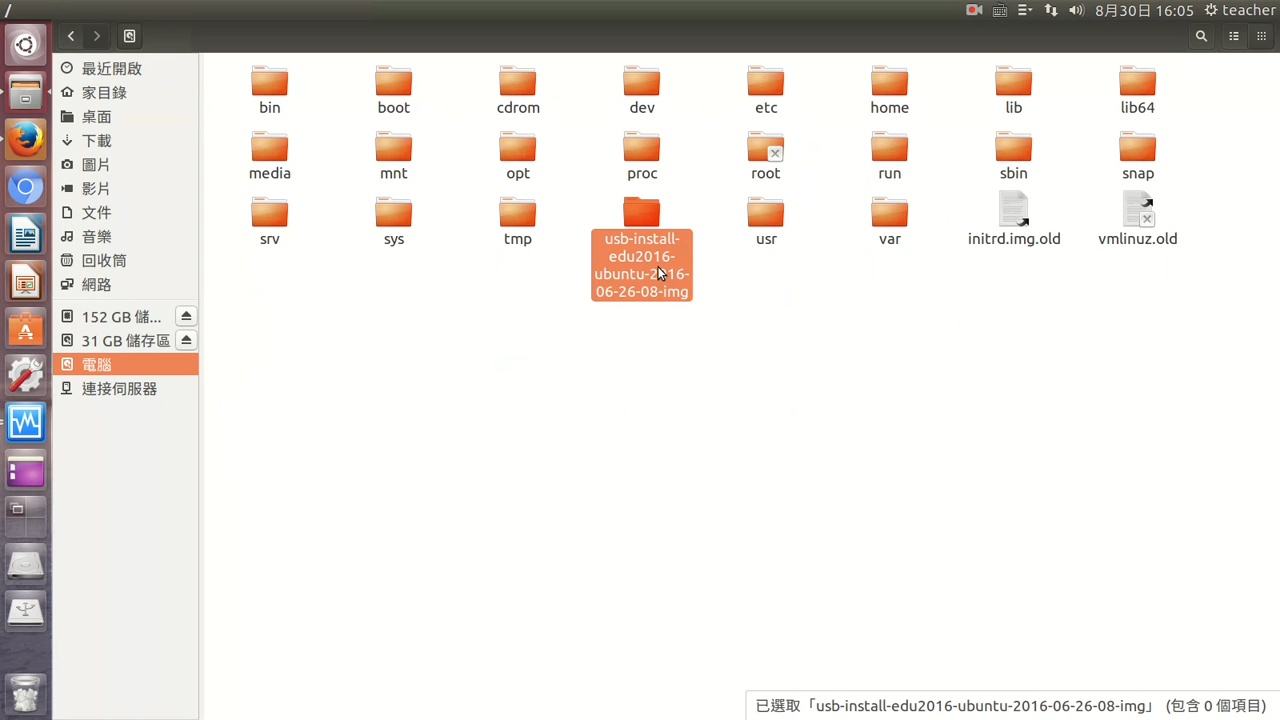 /
8月30日 16:05
teacher
最近開啟
家目錄
桌面
下載
圖片
影片
文件
音樂
回收筒
網路
152 GB 儲...
31 GB 儲存區
電腦
連接伺服器
bin
boot
cdrom
dev
etc
home
lib
lib64
media
mnt
opt
proc
root
run
sbin
snap
srv
sys
tmp
usb-install-
edu2016-
ubuntu-2016-
06-26-08-img
usr
var
initrd.img.old
vmlinuz.old
已選取「usb-install-edu2016-ubuntu-2016-06-26-08-img」 (包含 0 個項目)